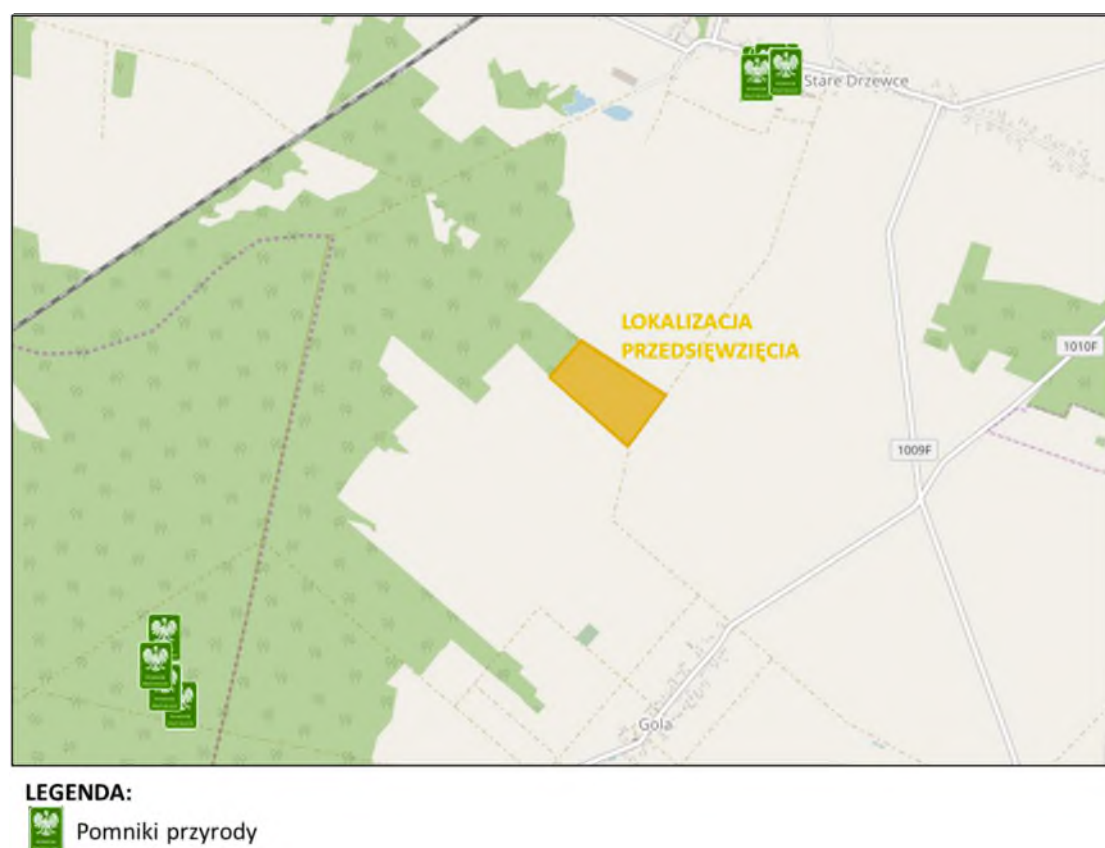 Stare Drzewce
LOKALIZACJA
PRZEDSIĘWZIĘCIA
1010F
1009F
Gola
LEGENDA:
Pomniki przyrody